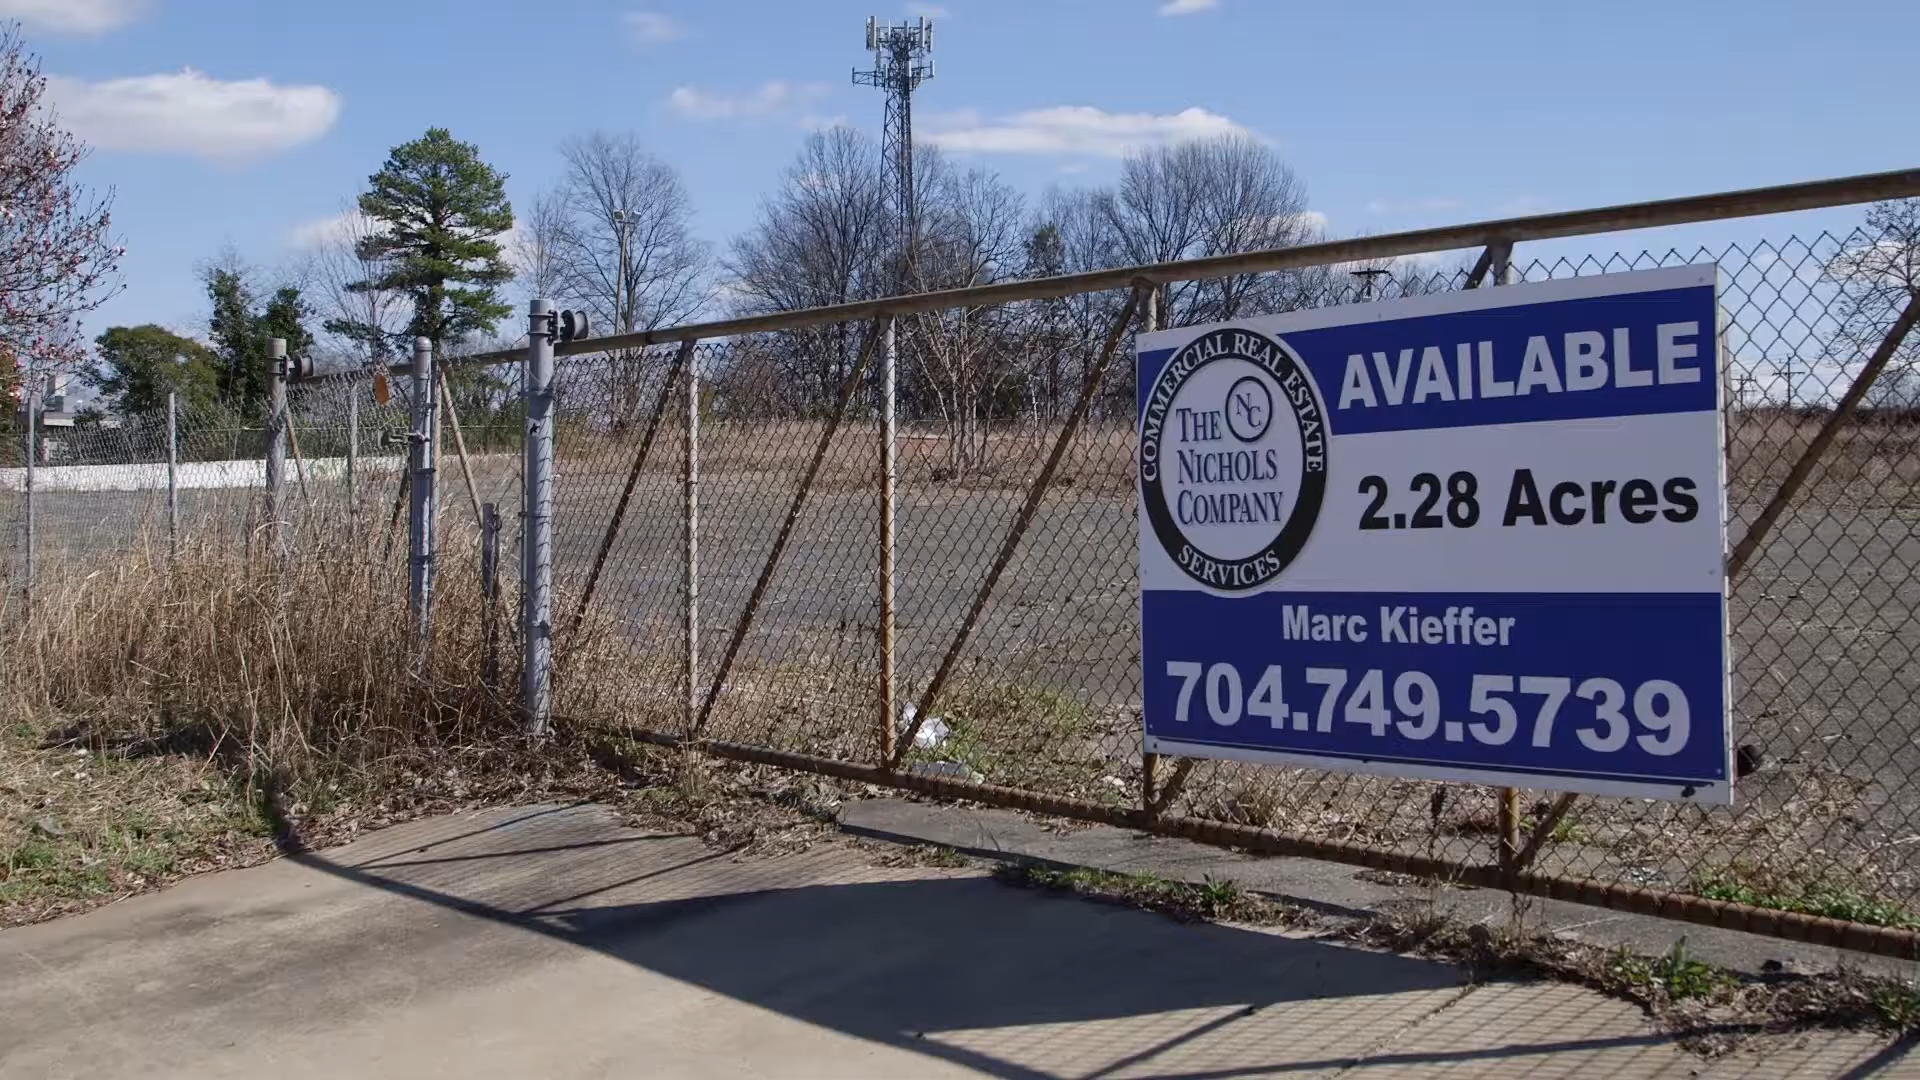 COMMERCIAL REAL ESTATE
NC
THE
NICHOLS
COMPANY
SERVICES
AVAILABLE
2.28 Acres
Marc Kieffer
704.749.5739